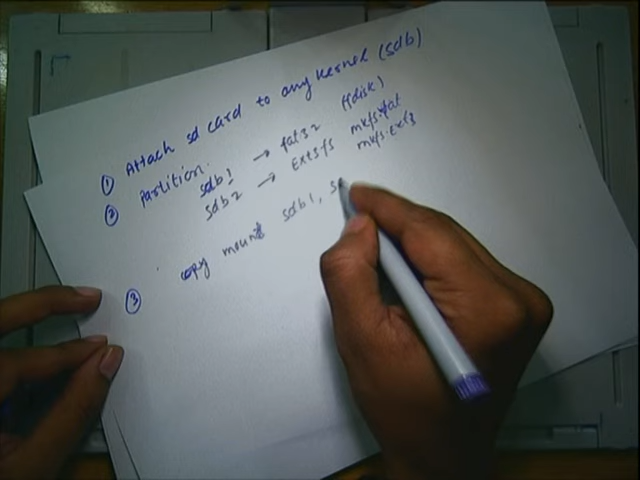 ① Attach sd card to any kernel (sdb)
② partition. (fdisk)
sdb1 → fat32 mkfs.fat
sdb2 → Ext3fs mkfs.ext3
③ copy mount sdb1, s